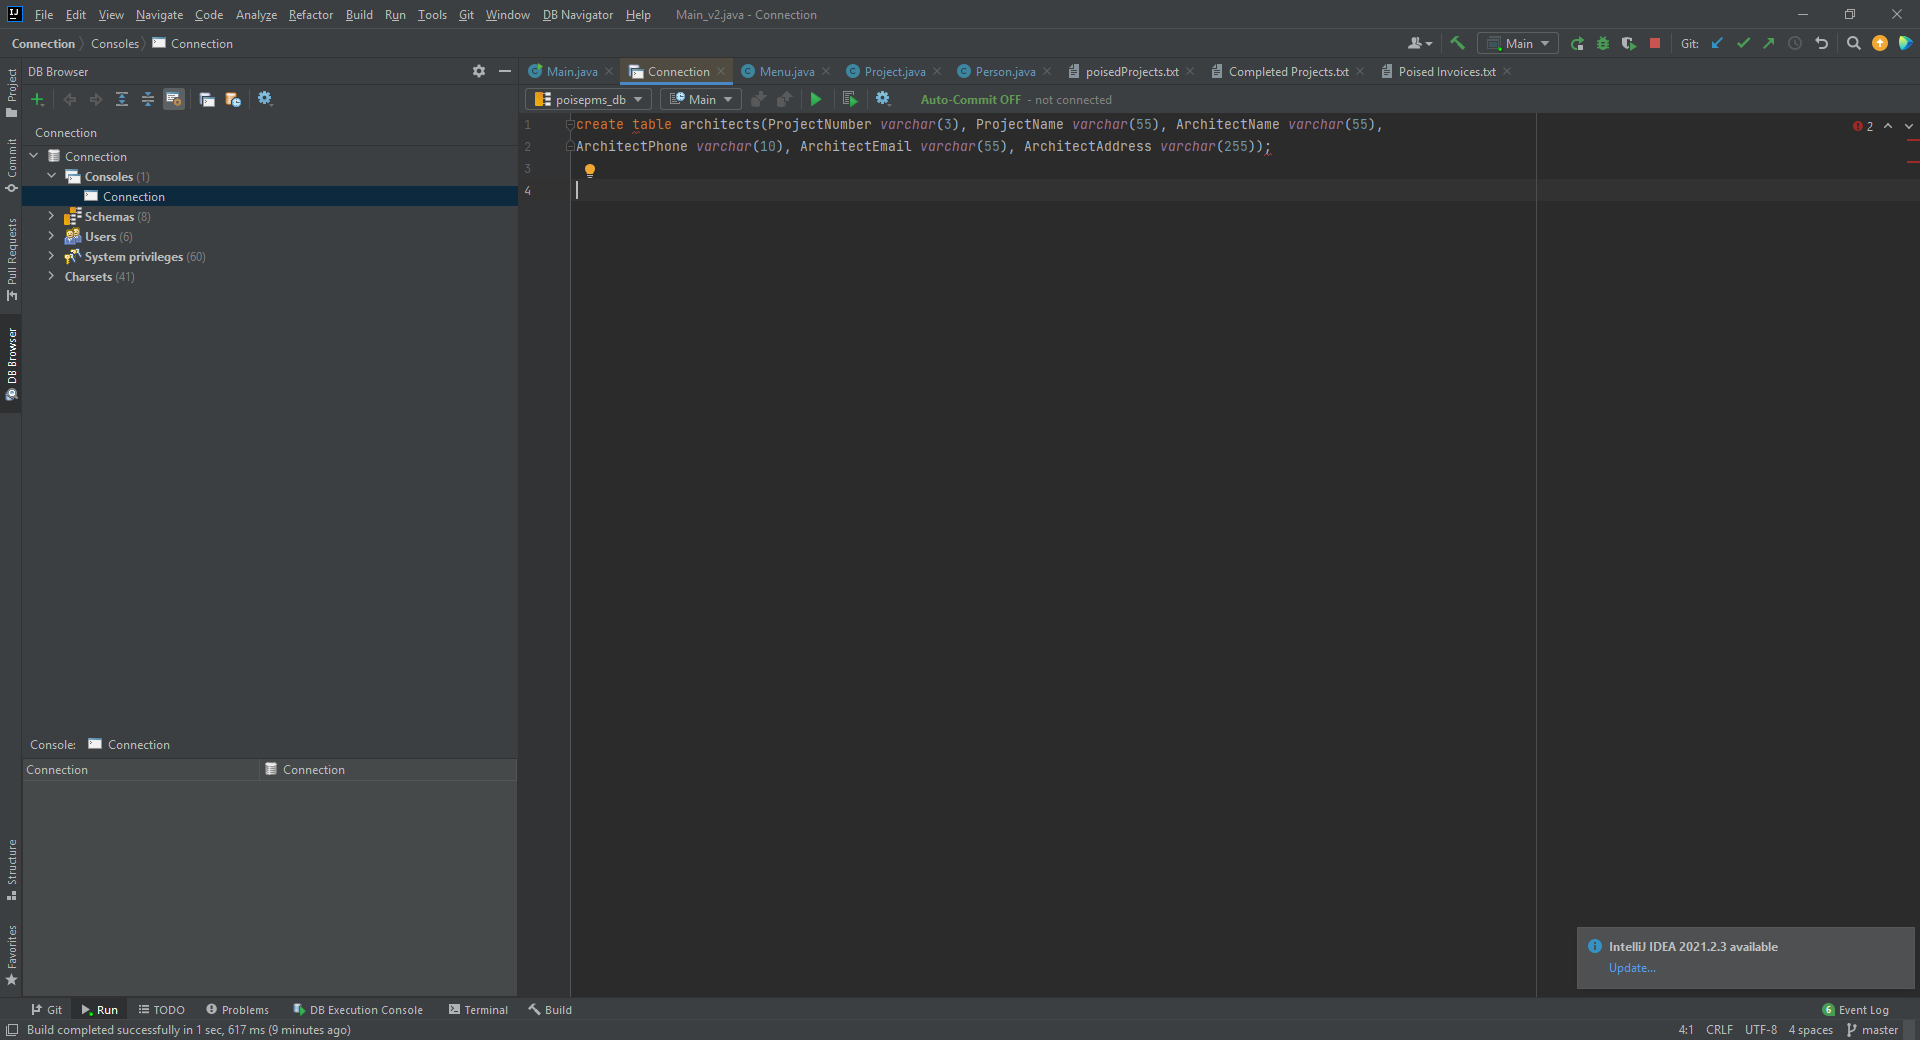 IJ File Edit View Navigate Code Analyze Refactor Build Run Tools Git Window DB Navigator Help Main_v2.java - Connection
Connection Consoles Connection
Main Git:
DB Browser
Main.java Connection Menu.java Project.java Person.java poisedProjects.txt Completed Projects.txt Poised Invoices.txt
poisepms_db Main Auto-Commit OFF - not connected
Connection
Connection
Consoles (1)
Connection
Schemas (8)
Users (6)
System privileges (60)
Charsets (41)
1 create table architects(ProjectNumber varchar(3), ProjectName varchar(55), ArchitectName varchar(55),
2 ArchitectPhone varchar(10), ArchitectEmail varchar(55), ArchitectAddress varchar(255));
3
4
2
Project
Commit
Pull Requests
DB Browser
Structure
Favorites
Console: Connection
Connection Connection
IntelliJ IDEA 2021.2.3 available
Update...
Git Run TODO Problems DB Execution Console Terminal Build 6 Event Log
Build completed successfully in 1 sec, 617 ms (9 minutes ago) 4:1 CRLF UTF-8 4 spaces master